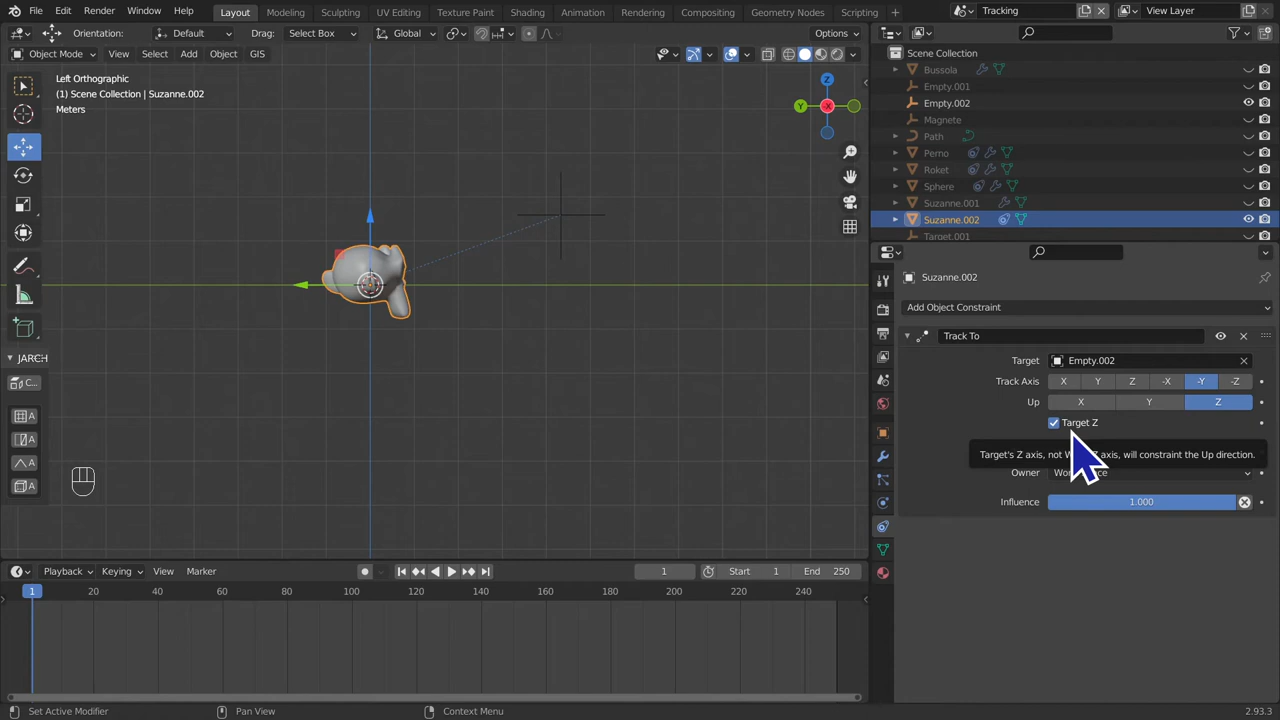 File Edit Render Window Help Layout Modeling Sculpting UV Editing Texture Paint Shading Animation Rendering Compositing Geometry Nodes Scripting + Tracking View Layer
Orientation: Default Drag: Select Box Global Options
Object Mode View Select Add Object GIS
Left Orthographic
(1) Scene Collection | Suzanne.002
Meters
Z
Y
-X
JARCH
C...
A
A
A
A
Scene Collection
Bussola
Empty.001
Empty.002
Magnete
Path
Perno
Roket
Sphere
Suzanne.001
Suzanne.002
Target.001
Suzanne.002
Add Object Constraint
Track To
Target Empty.002
Track Axis X Y Z -X -Y -Z
Up X Y Z
Target Z
Target's Z axis, not axis, will constraint the Up direction.
Owner
Influence 1.000
Playback Keying View Marker 1 Start 1 End 250
1 20 40 60 80 100 120 140 160 180 200 220 240
Set Active Modifier Pan View Context Menu 2.93.3